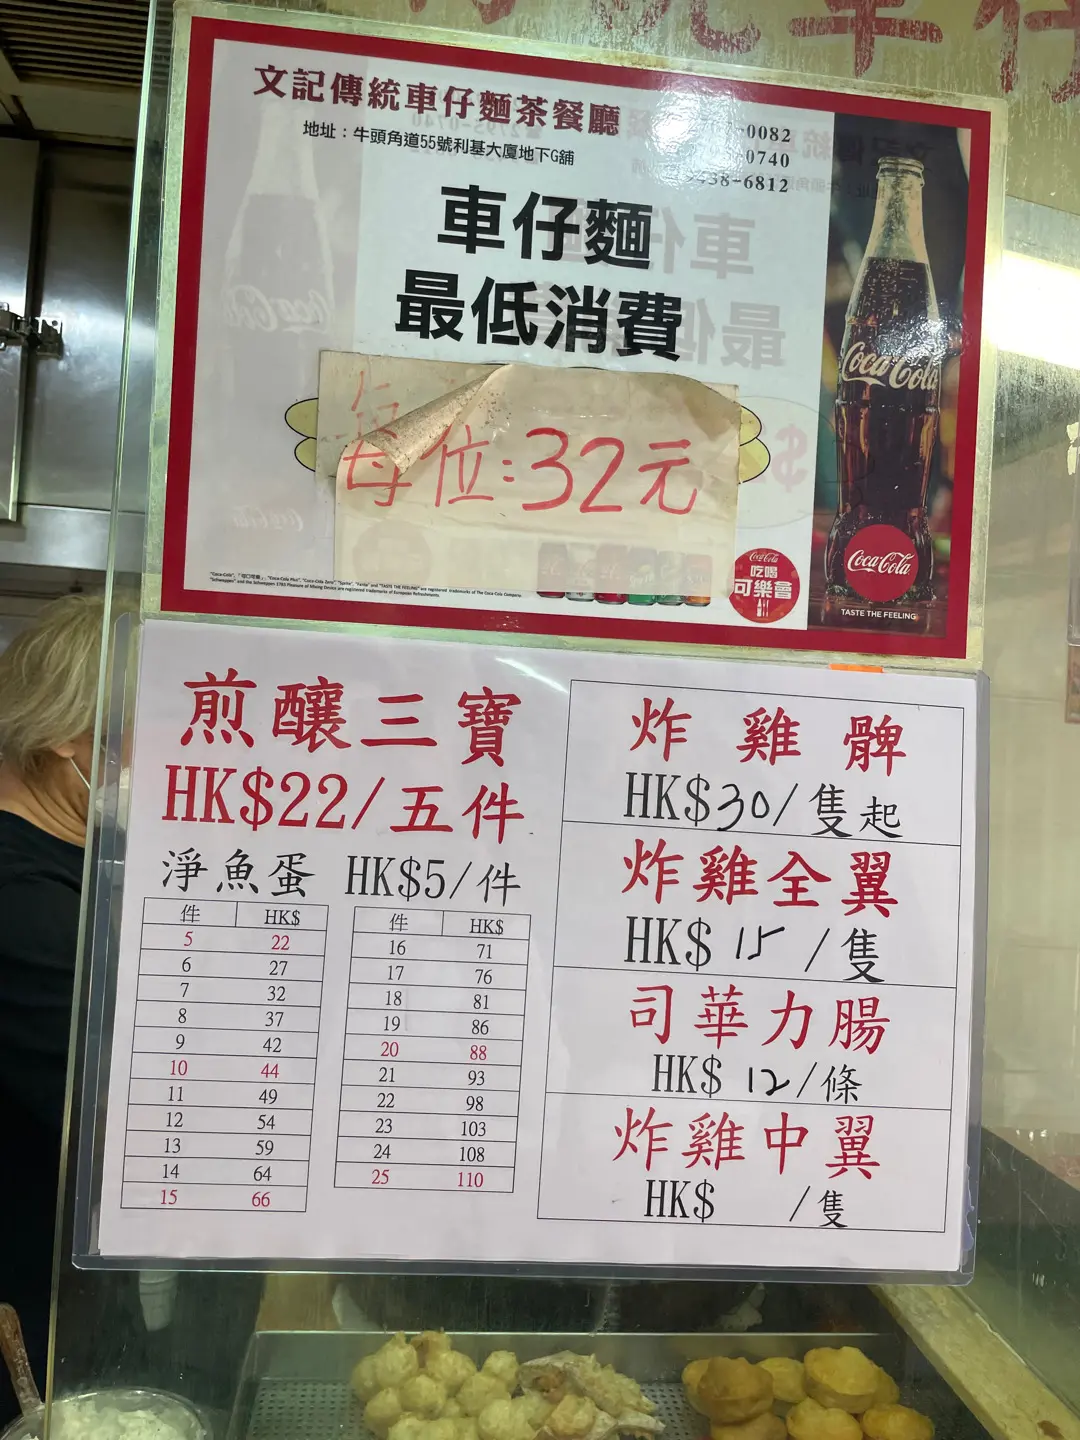 文記傳統車仔麵茶餐廳
地址：牛頭角道55號利基大廈地下G舖
-0082
0740
438-6812
車仔麵
最低消費
每位:32元
Coca-Cola
Coca-Cola
TASTE THE FEELING
Coca-Cola
吃喝
可樂會
煎釀三寶
HK$22/五件
淨魚蛋 HK$5/件
件 HK$
5 22
6 27
7 32
8 37
9 42
10 44
11 49
12 54
13 59
14 64
15 66
件 HK$
16 71
17 76
18 81
19 86
20 88
21 93
22 98
23 103
24 108
25 110
炸雞髀
HK$30/隻起
炸雞全翼
HK$ 15 /隻
司華力腸
HK$ 12/條
炸雞中翼
HK$ /隻